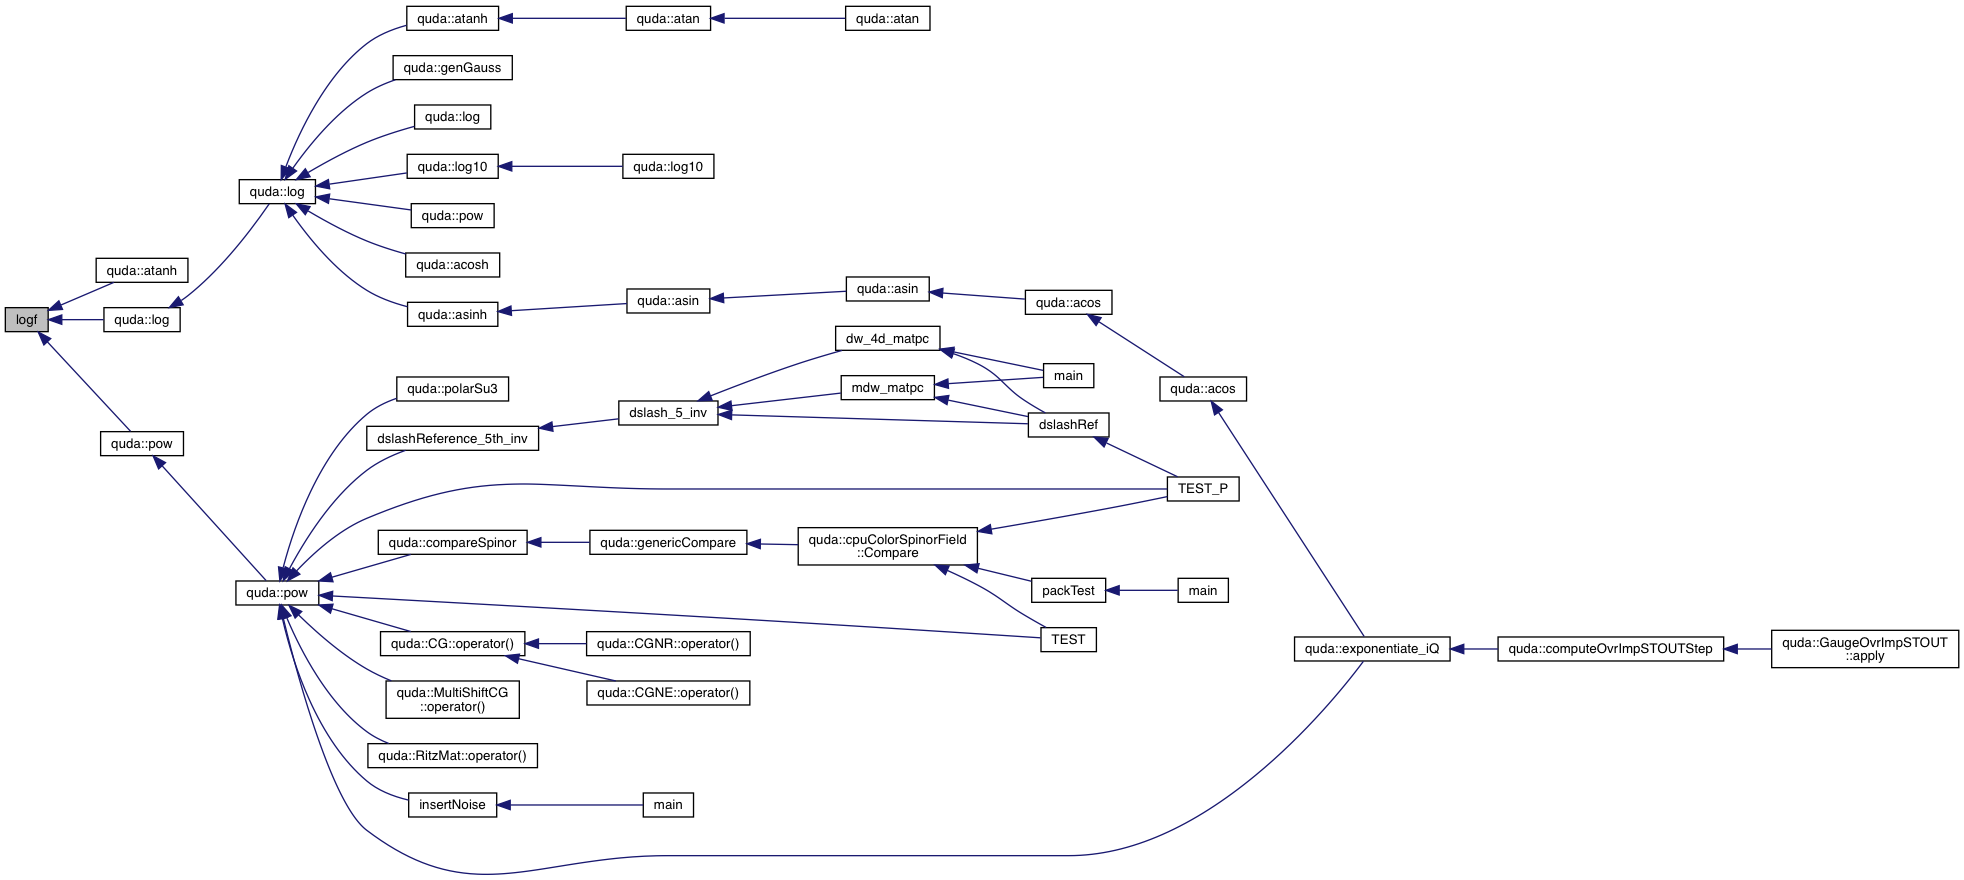 quda::atanh
quda::atan
quda::atan
quda::genGauss
quda::log
quda::log10
quda::log10
quda::log
quda::pow
quda::acosh
quda::atanh
quda::asinh
quda::asin
quda::asin
quda::acos
logf
quda::log
dw_4d_matpc
main
quda::polarSu3
mdw_matpc
quda::acos
dslash_5_inv
dslashRef
quda::pow
dslashReference_5th_inv
TEST_P
quda::compareSpinor
quda::genericCompare
quda::cpuColorSpinorField
::Compare
quda::pow
packTest
main
TEST
quda::CG::operator()
quda::CGNR::operator()
quda::exponentiate_iQ
quda::computeOvrImpSTOUTStep
quda::GaugeOvrImpSTOUT
::apply
quda::MultiShiftCG
::operator()
quda::CGNE::operator()
quda::RitzMat::operator()
insertNoise
main